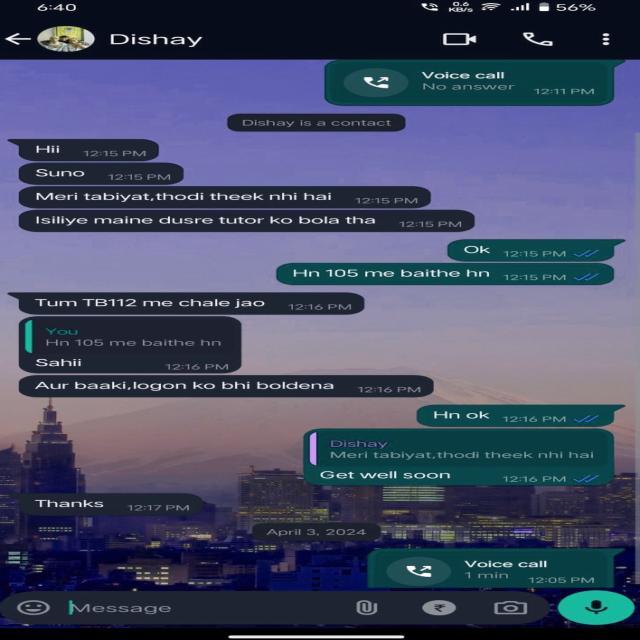 6:40
0.6 KB/s
56%
Dishay
Voice call
No answer 12:11 PM
Dishay is a contact
Hii 12:15 PM
Suno 12:15 PM
Meri tabiyat,thodi theek nhi hai 12:15 PM
Isiliye maine dusre tutor ko bola tha 12:15 PM
Ok 12:15 PM
Hn 105 me baithe hn 12:15 PM
Tum TB112 me chale jao 12:16 PM
You
Hn 105 me baithe hn
Sahii 12:16 PM
Aur baaki,logon ko bhi boldena 12:16 PM
Hn ok 12:16 PM
Dishay
Meri tabiyat,thodi theek nhi hai
Get well soon 12:16 PM
Thanks 12:17 PM
April 3, 2024
Voice call
1 min 12:05 PM
Message